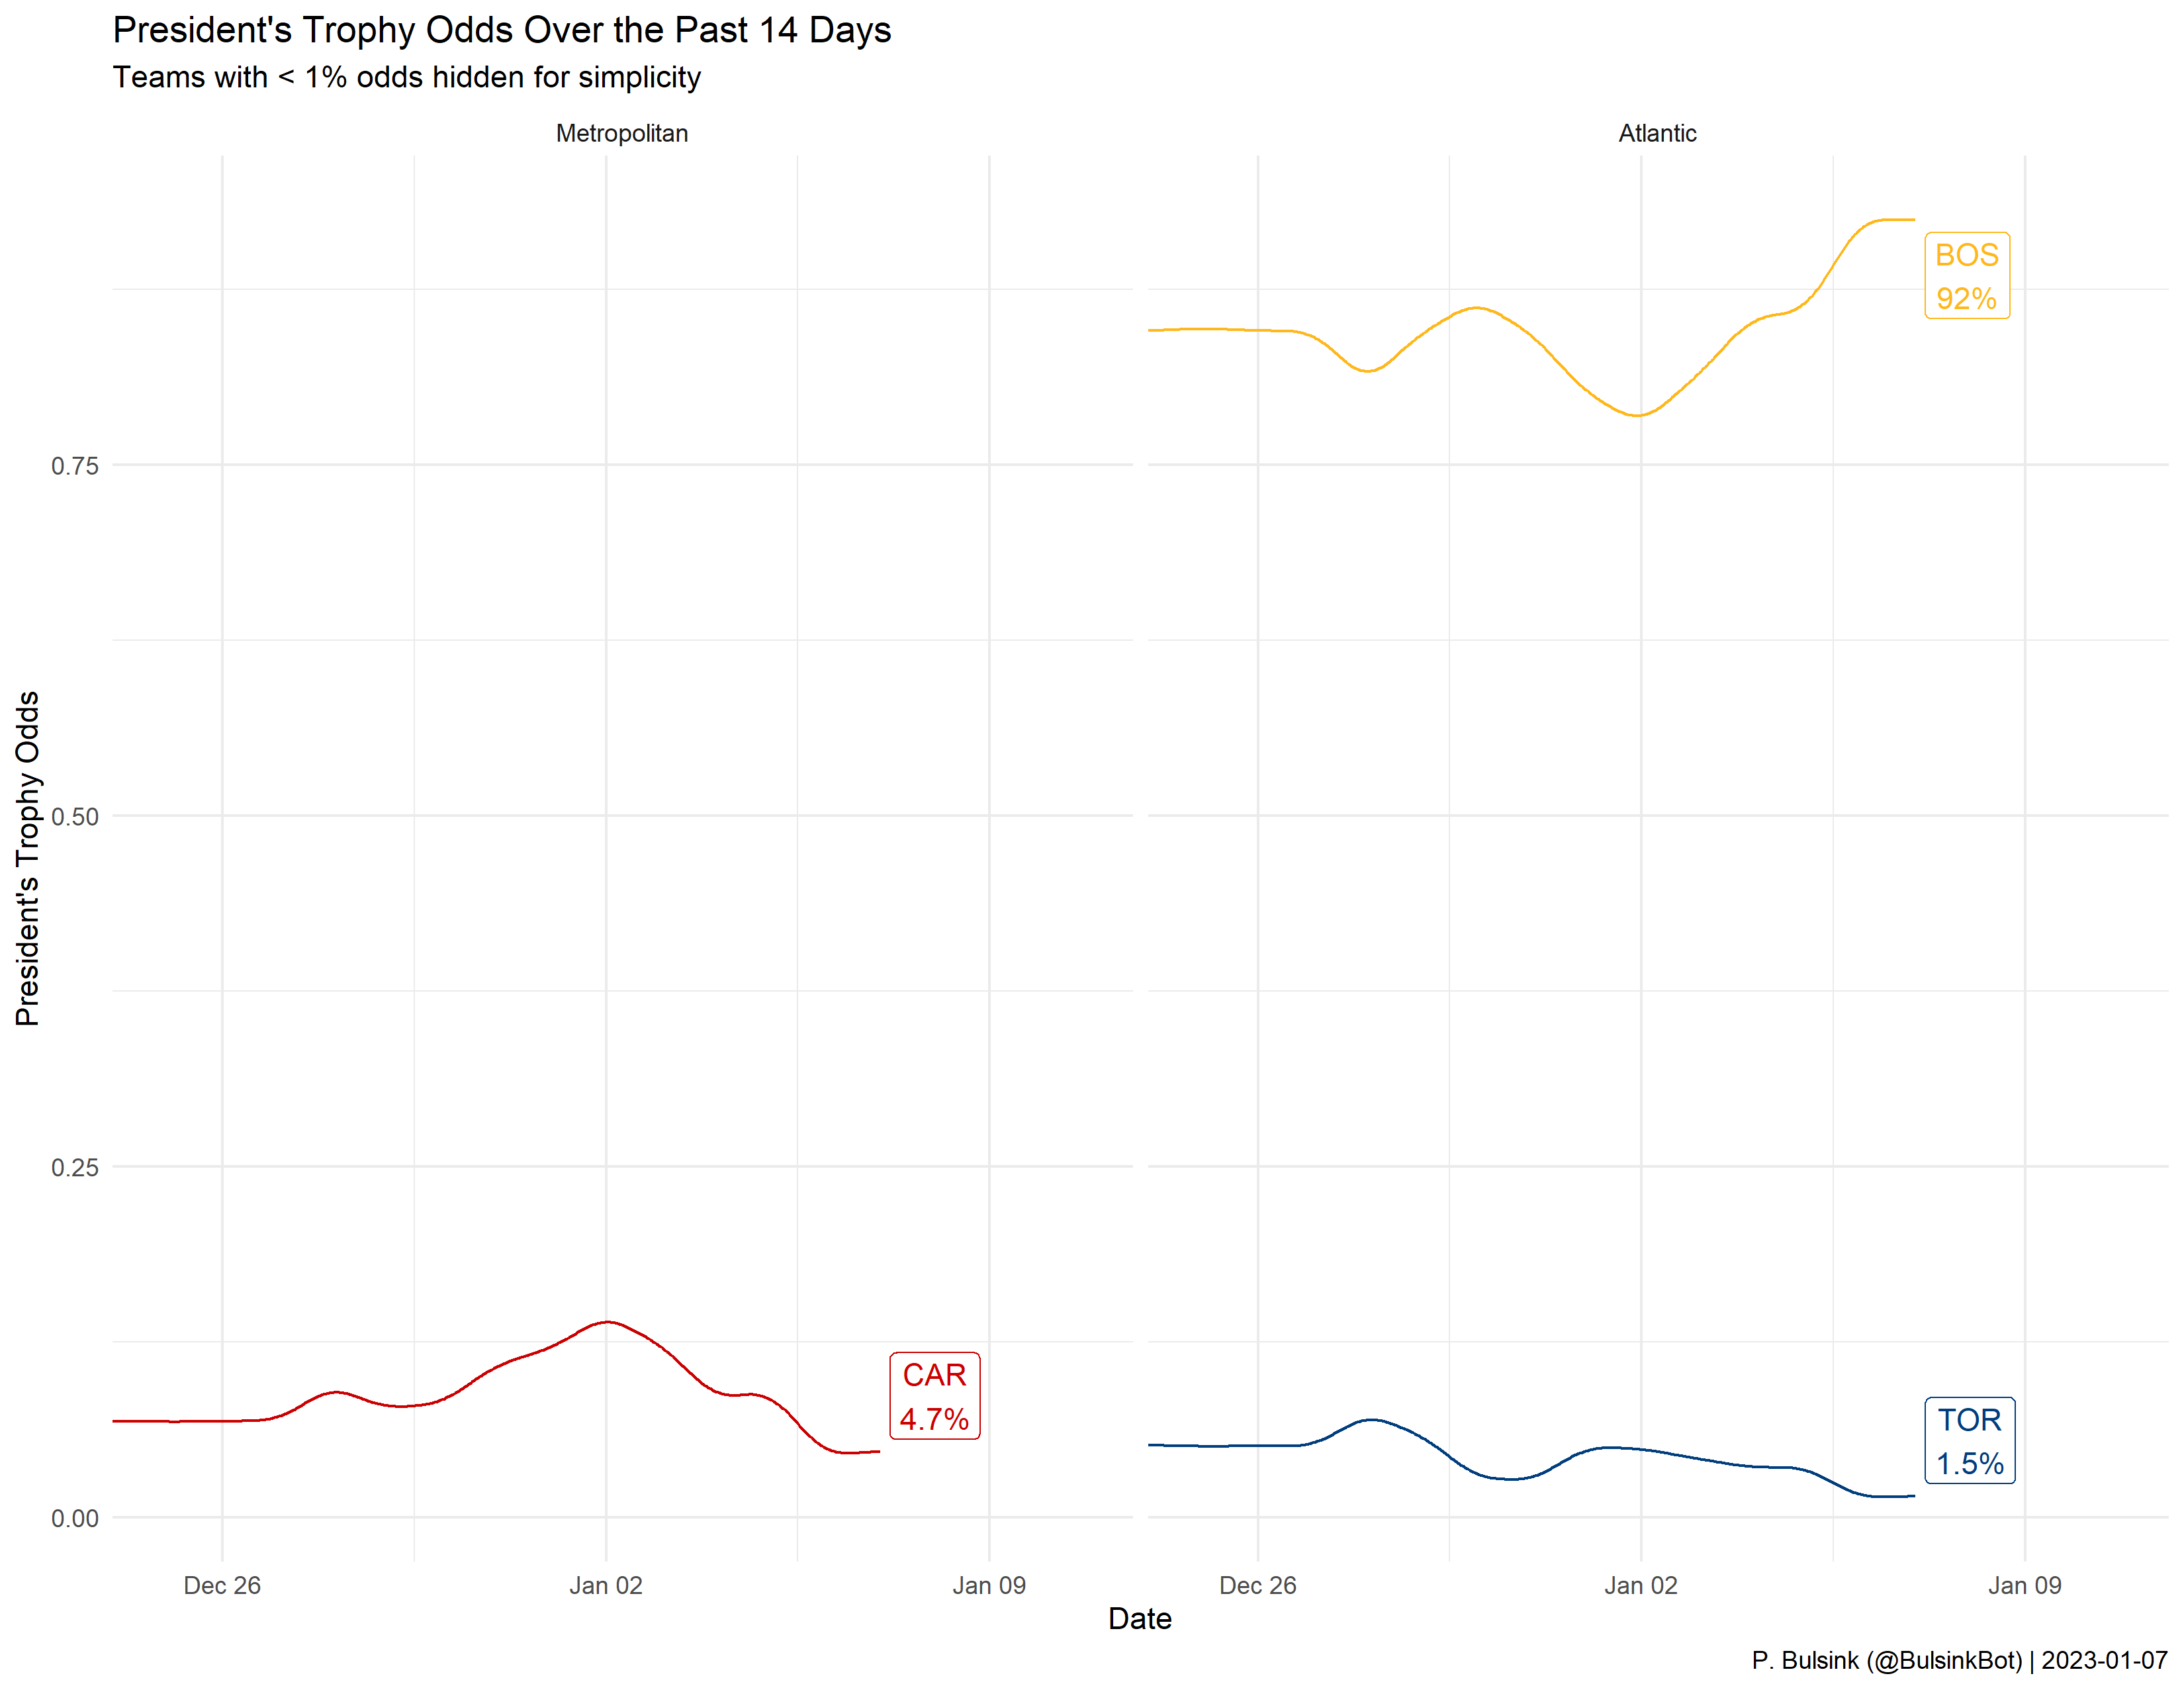 President's Trophy Odds Over the Past 14 Days
Teams with < 1% odds hidden for simplicity
Metropolitan
Atlantic
President's Trophy Odds
0.75
0.50
0.25
0.00
BOS
92%
CAR
4.7%
TOR
1.5%
Dec 26
Jan 02
Jan 09
Dec 26
Jan 02
Jan 09
Date
P. Bulsink (@BulsinkBot) | 2023-01-07